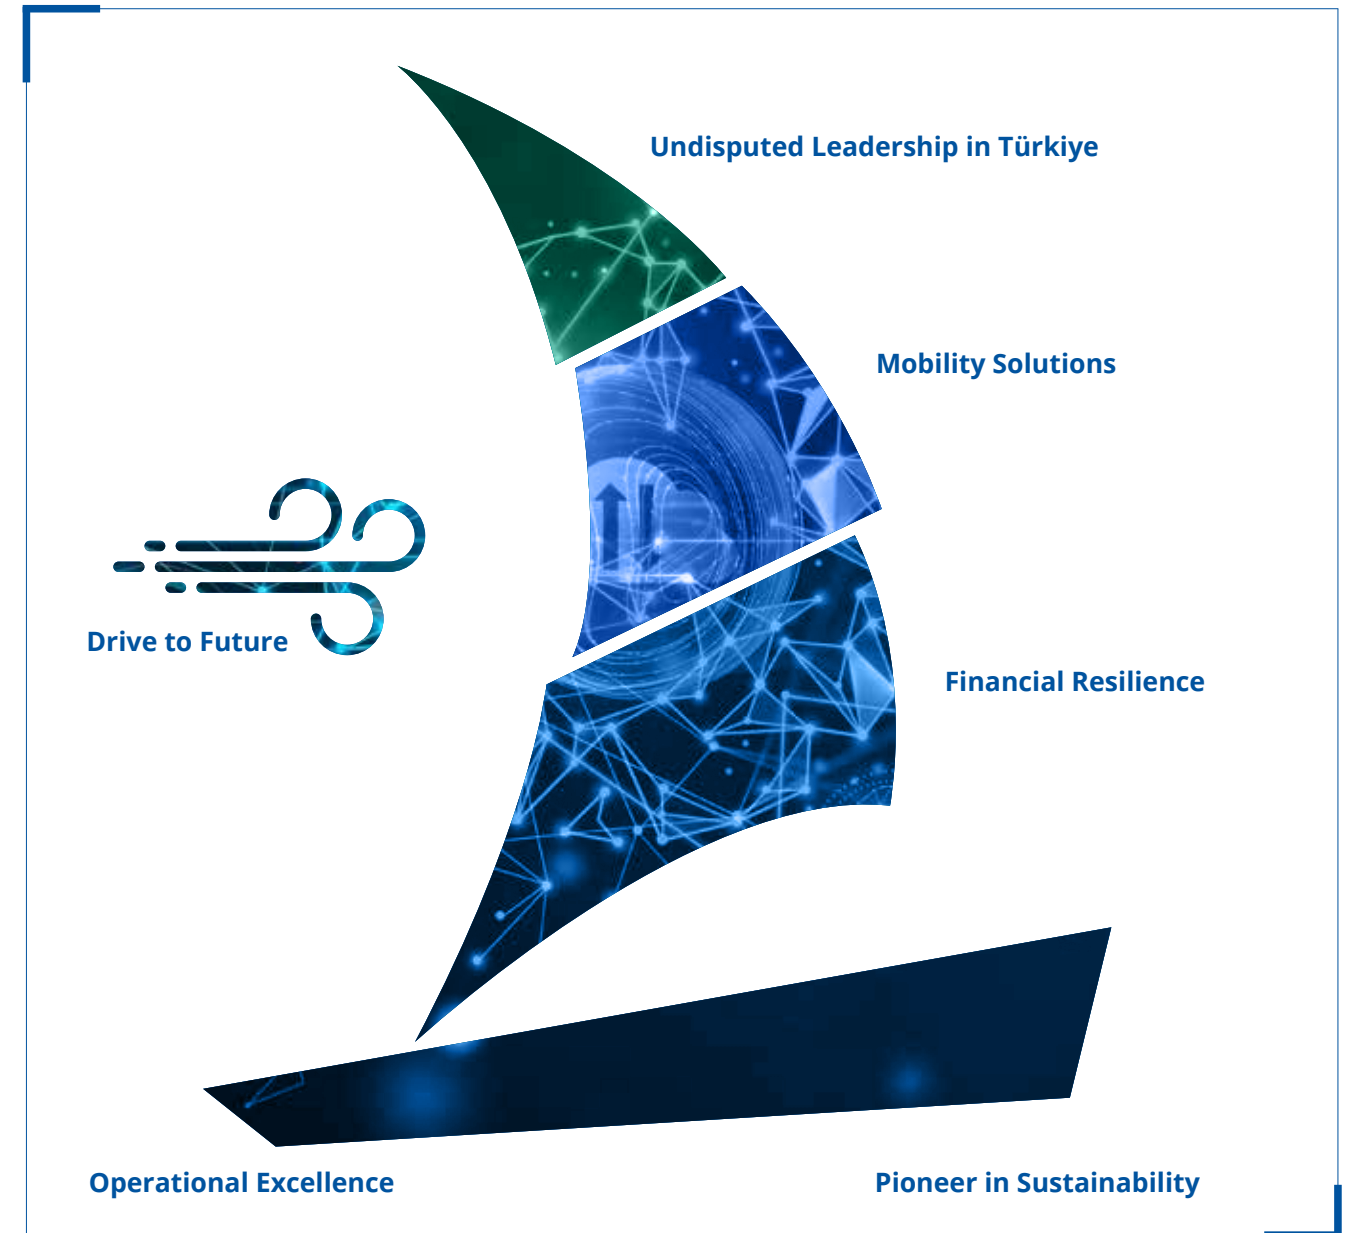 Undisputed Leadership in Türkiye
Mobility Solutions
Drive to Future
Financial Resilience
Operational Excellence
Pioneer in Sustainability